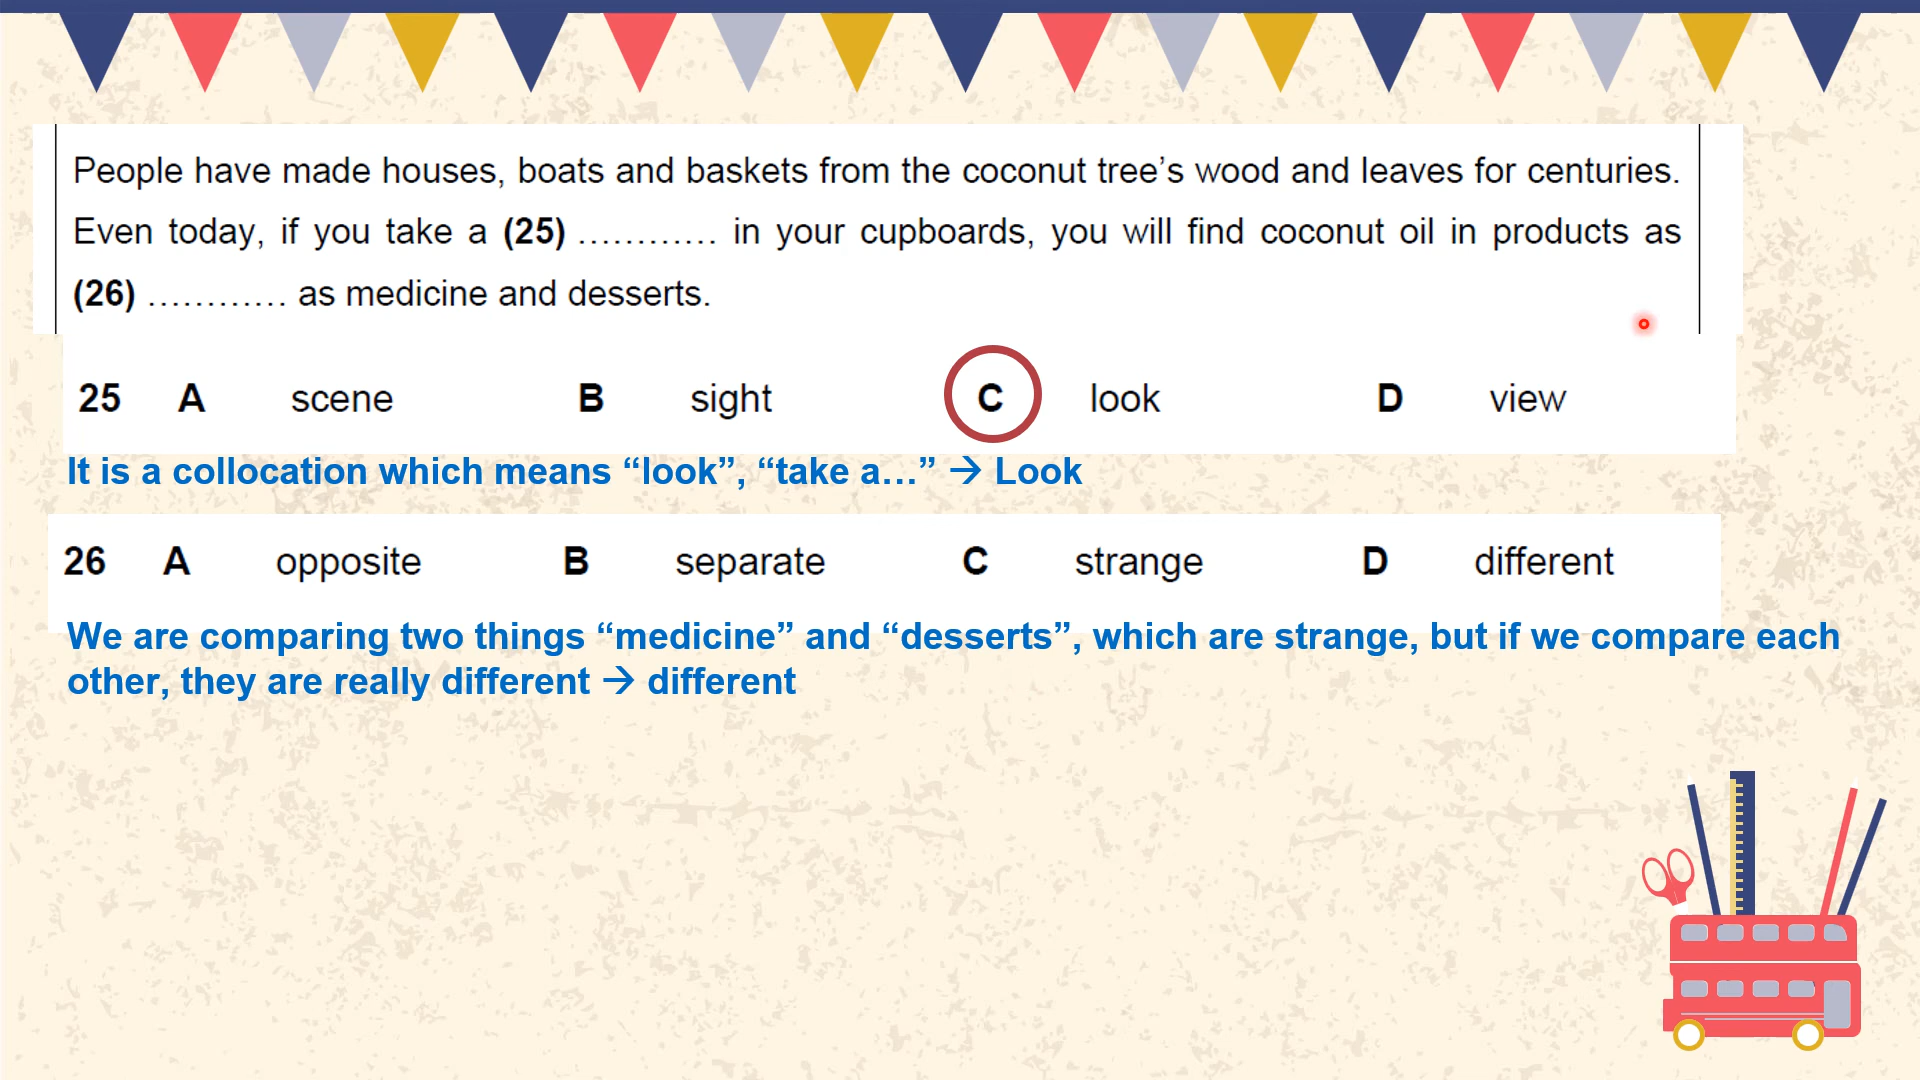 People have made houses, boats and baskets from the coconut tree’s wood and leaves for centuries.
Even today, if you take a (25) ………… in your cupboards, you will find coconut oil in products as
(26) ………… as medicine and desserts.
25 A scene B sight C look D view
It is a collocation which means “look”, “take a…” → Look
26 A opposite B separate C strange D different
We are comparing two things “medicine” and “desserts”, which are strange, but if we compare each
other, they are really different → different